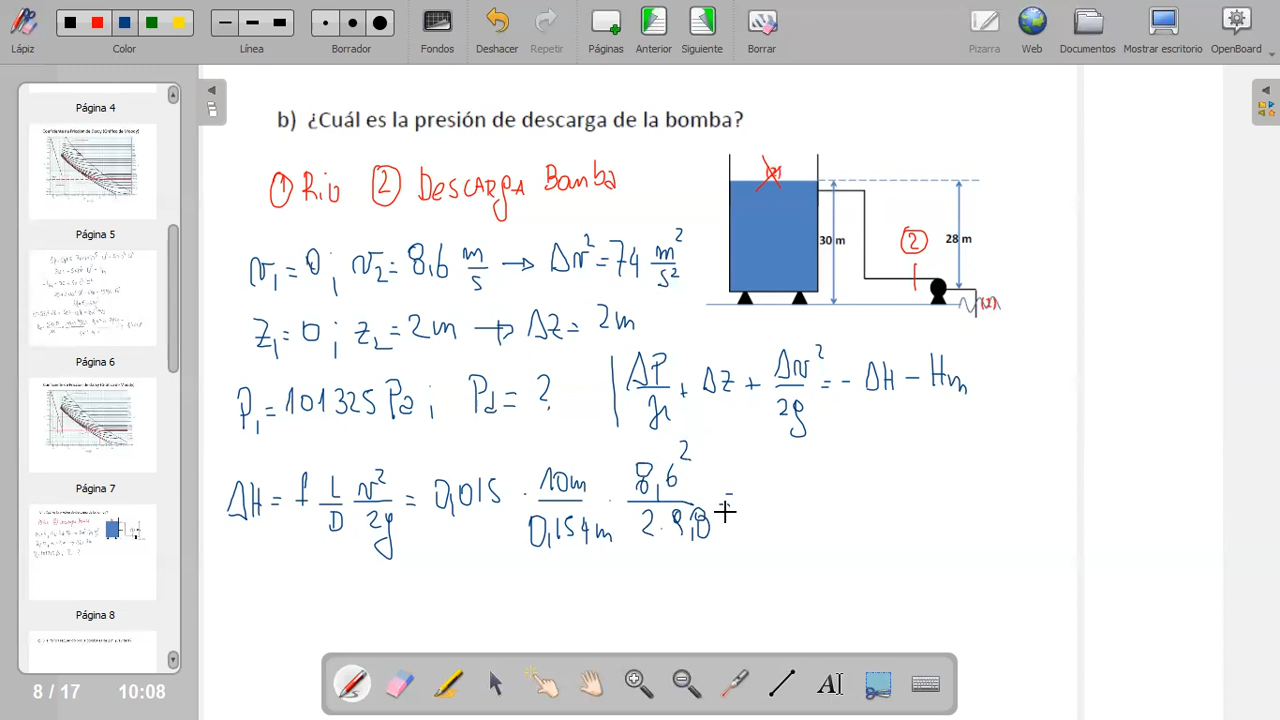 Lápiz Color Línea Borrador Fondos Deshacer Repetir Páginas Anterior Siguiente Borrar Pizarra Web Documentos Mostrar escritorio OpenBoard
Página 4
Página 5
Página 6
Página 7
Página 8
8 / 17 10:08
b) ¿Cuál es la presión de descarga de la bomba?
① Rio ② Descarga Bomba
30 m
②
28 m
v₁ = 0 ; v₂ = 8,6 m/s → Δv² = 74 m²/s²
z₁ = 0 ; z₂ = 2m → Δz = 2m
P₁ = 101325 Pa ; P₂ = ?
ΔP/γ + Δz + Δv²/2g = - ΔH - Hm
ΔH = f L/D v²/2g = 0,015 · 10m/0,154m · 8,6²/2·9,8 =